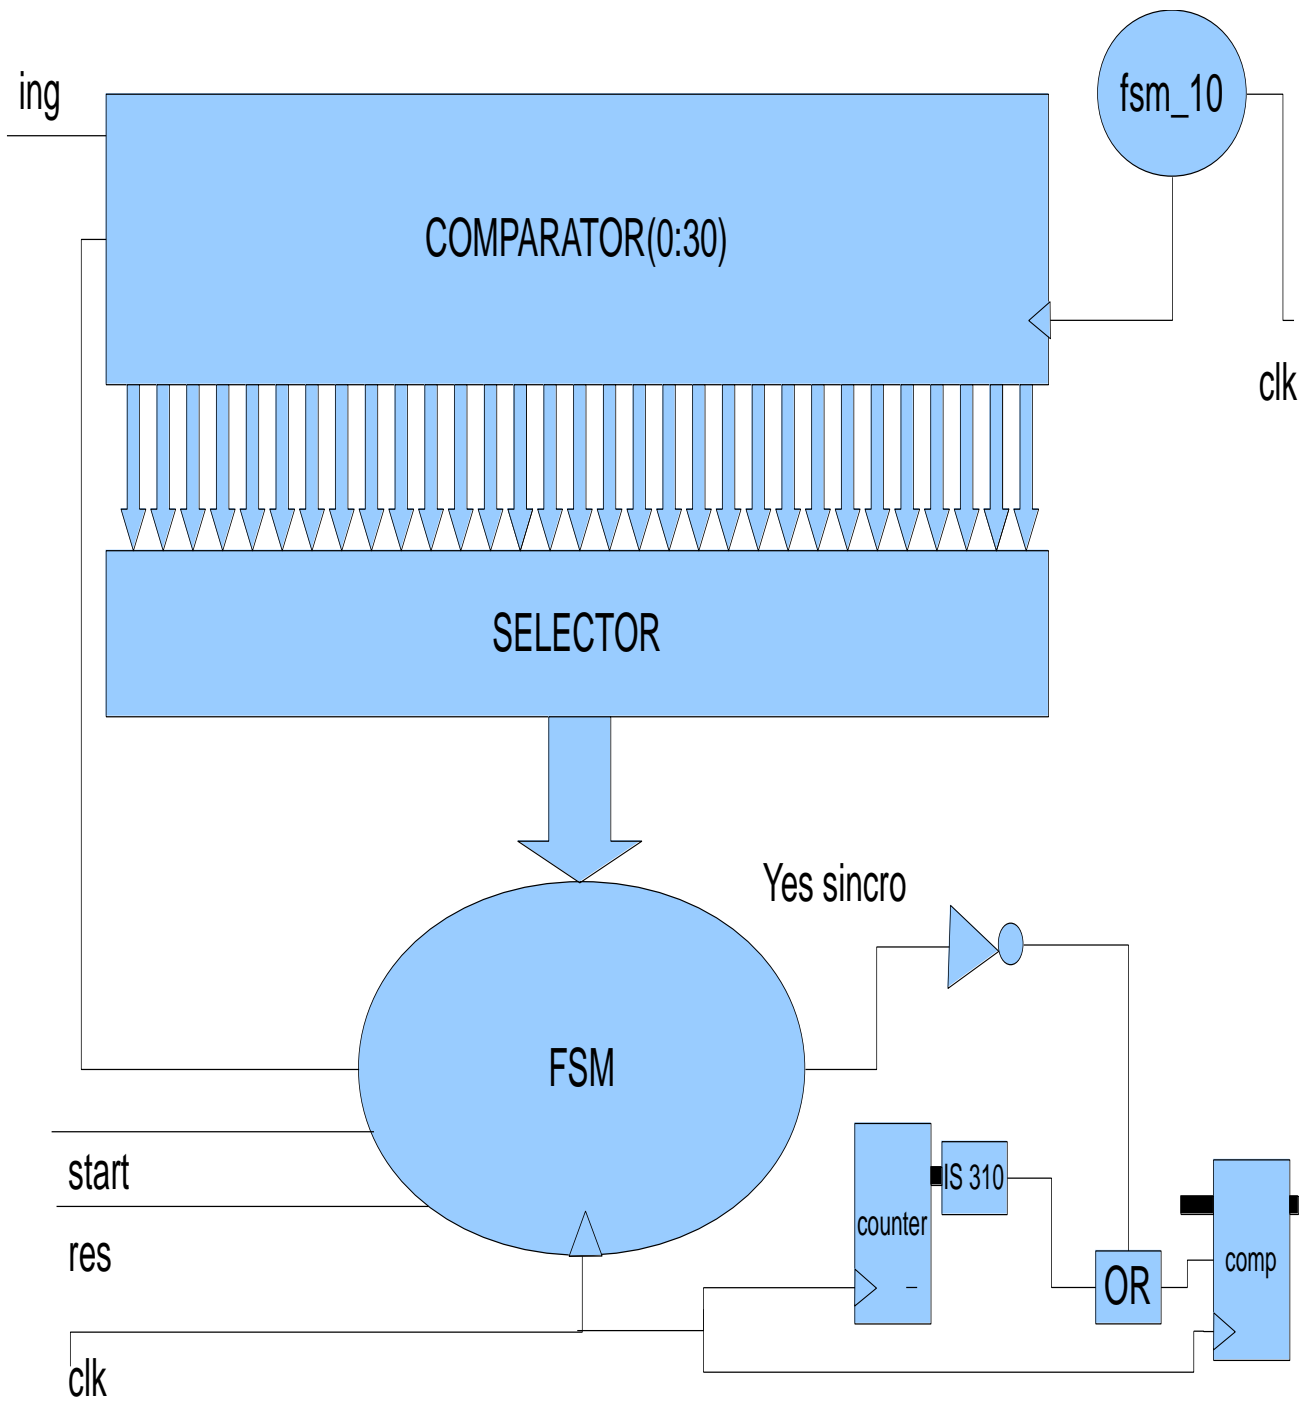 ing
fsm_10
COMPARATOR(0:30)
clk
SELECTOR
Yes sincro
FSM
start
IS 310
counter
res
comp
OR
clk